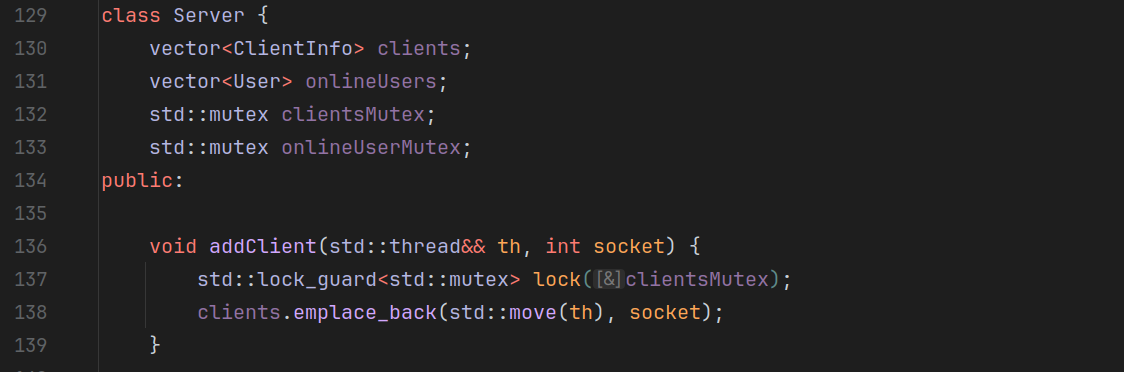 129 class Server {
130     vector<ClientInfo> clients;
131     vector<User> onlineUsers;
132     std::mutex clientsMutex;
133     std::mutex onlineUserMutex;
134 public:
135
136     void addClient(std::thread&& th, int socket) {
137         std::lock_guard<std::mutex> lock([&]clientsMutex);
138         clients.emplace_back(std::move(th), socket);
139     }